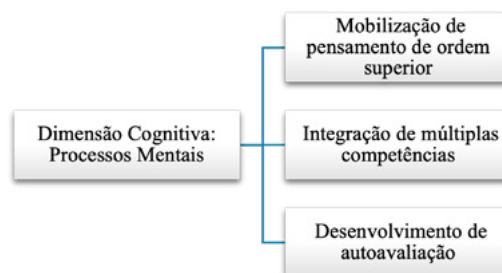 Mobilização de
pensamento de ordem
superior
Dimensão Cognitiva:
Processos Mentais
Integração de múltiplas
competências
Desenvolvimento de
autoavaliação